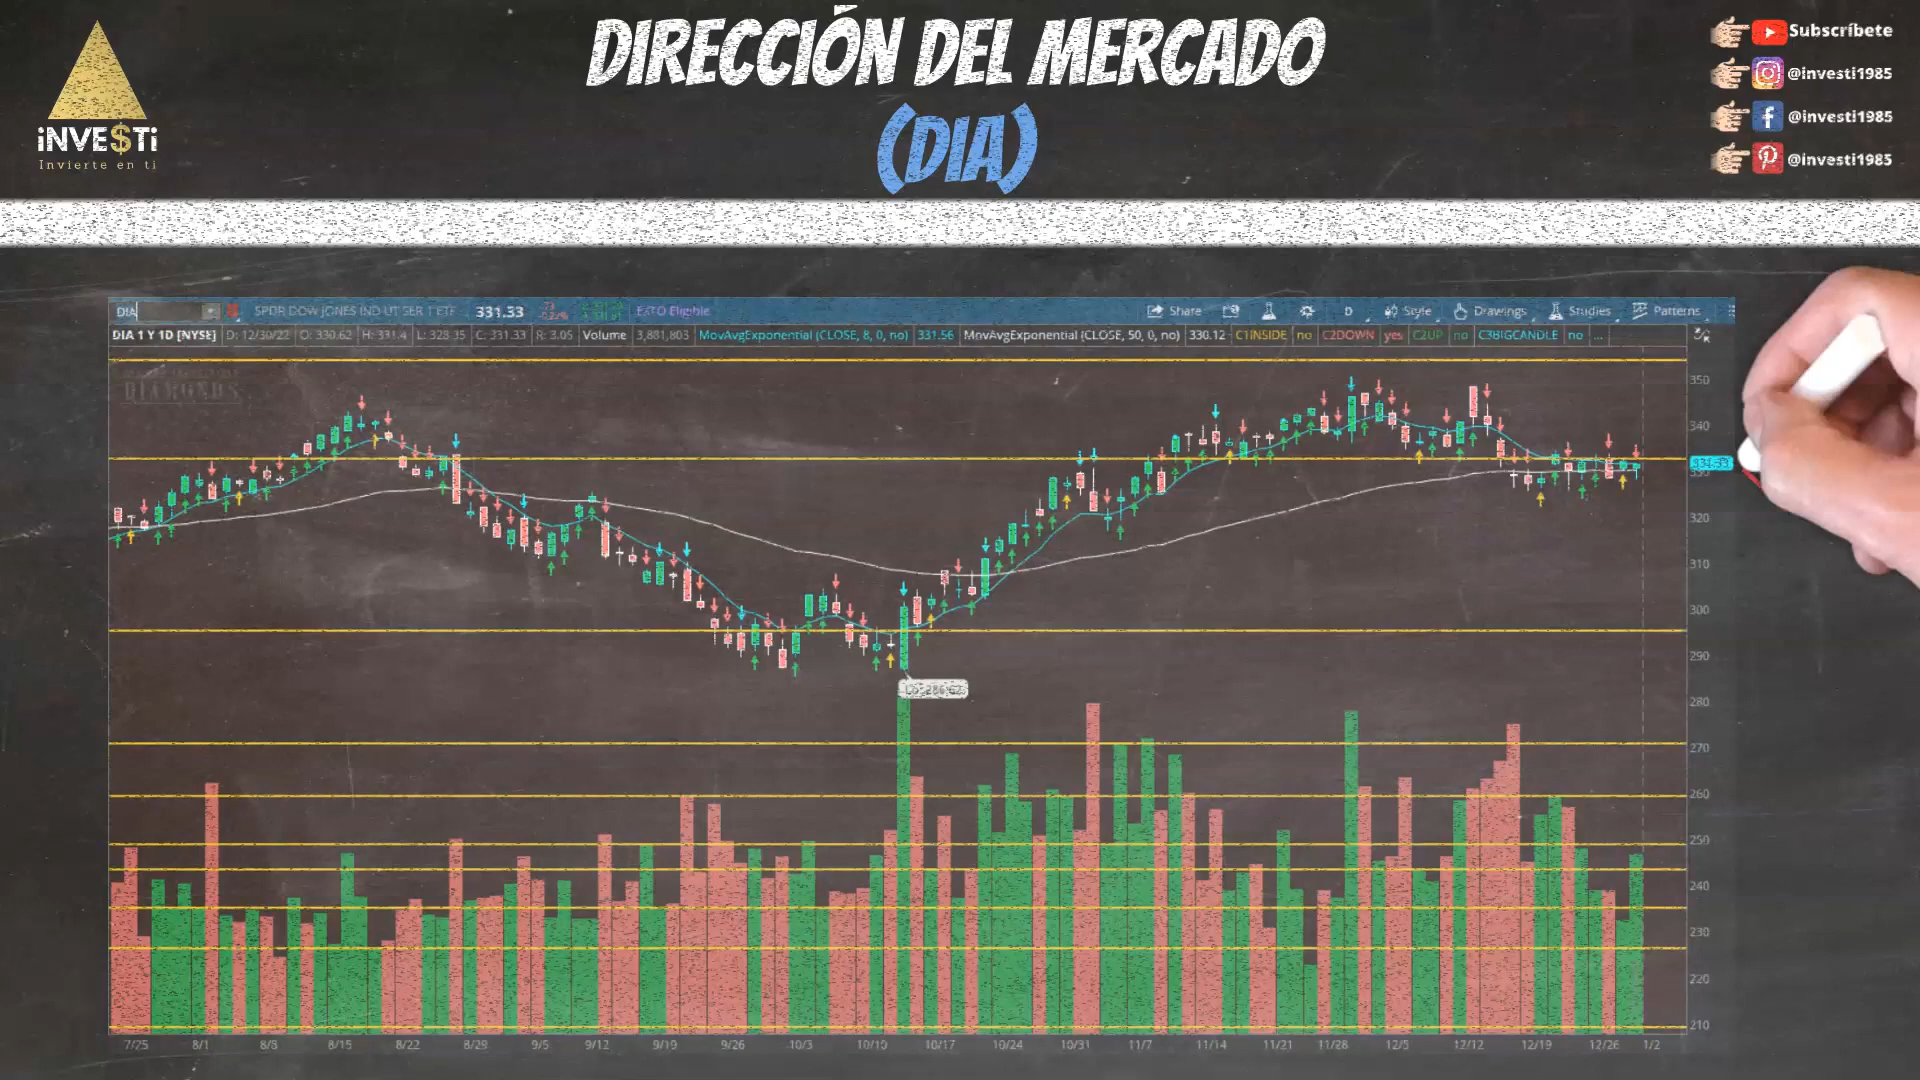 DIRECCIÓN DEL MERCADO
(DIA)
iNVE$Ti
Invierte en ti
Subscríbete
@investi1985
@investi1985
@investi1985
DIA SPDR DOW JONES IND UT SER 1 ETF 331.33 EXTO Eligible Share D Style Drawings Studies Patterns
DIA 1 Y 1D [NYSE] D: 12/30/22 O: 330.62 H: 331.4 L: 328.35 C: 331.33 R: 3.05 Volume 3,881,803 MovAvgExponential (CLOSE, 8, 0, no) 331.56 MovAvgExponential (CLOSE, 50, 0, no) 330.12 C1INSIDE no C2DOWN yes C2UP no C3BIGCANDLE no ...
DIAMONDS
350
340
331.33
320
310
300
290
Lo: 286.62
280
270
260
250
240
230
220
210
7/25 8/1 8/8 8/15 8/22 8/29 9/5 9/12 9/19 9/26 10/3 10/10 10/17 10/24 10/31 11/7 11/14 11/21 11/28 12/5 12/12 12/19 12/26 1/2